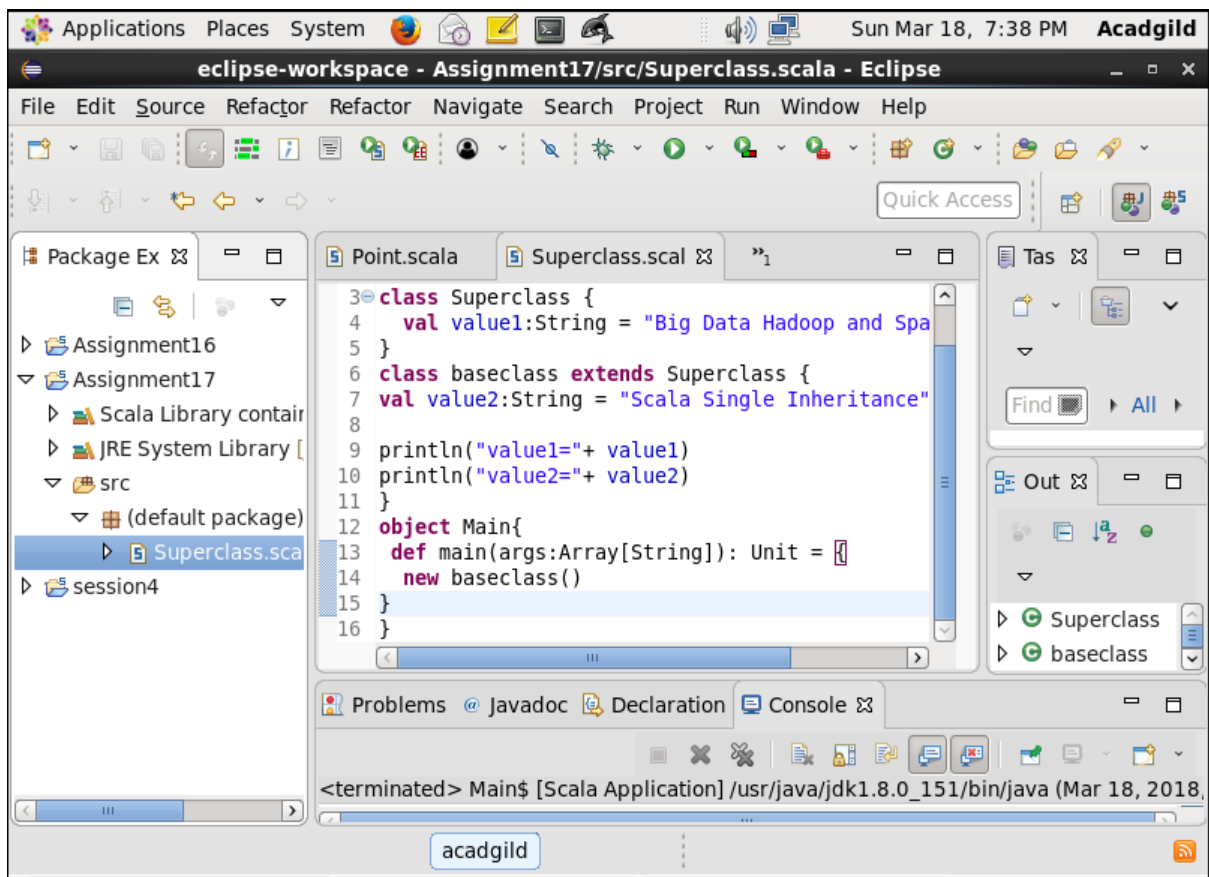 Applications Places System Sun Mar 18, 7:38 PM Acadgild
eclipse-workspace - Assignment17/src/Superclass.scala - Eclipse
File Edit Source Refactor Refactor Navigate Search Project Run Window Help
Quick Access
Package Ex
Point.scala
Superclass.scal
»1
Tas
Assignment16
Assignment17
Scala Library contair
JRE System Library [
src
(default package)
Superclass.sca
session4
3 class Superclass {
4 val value1:String = "Big Data Hadoop and Spa
5 }
6 class baseclass extends Superclass {
7 val value2:String = "Scala Single Inheritance"
8
9 println("value1="+ value1)
10 println("value2="+ value2)
11 }
12 object Main{
13 def main(args:Array[String]): Unit = {
14 new baseclass()
15 }
16 }
Find
All
Out
Superclass
baseclass
Problems @ Javadoc Declaration Console
<terminated> Main$ [Scala Application] /usr/java/jdk1.8.0_151/bin/java (Mar 18, 2018,
acadgild